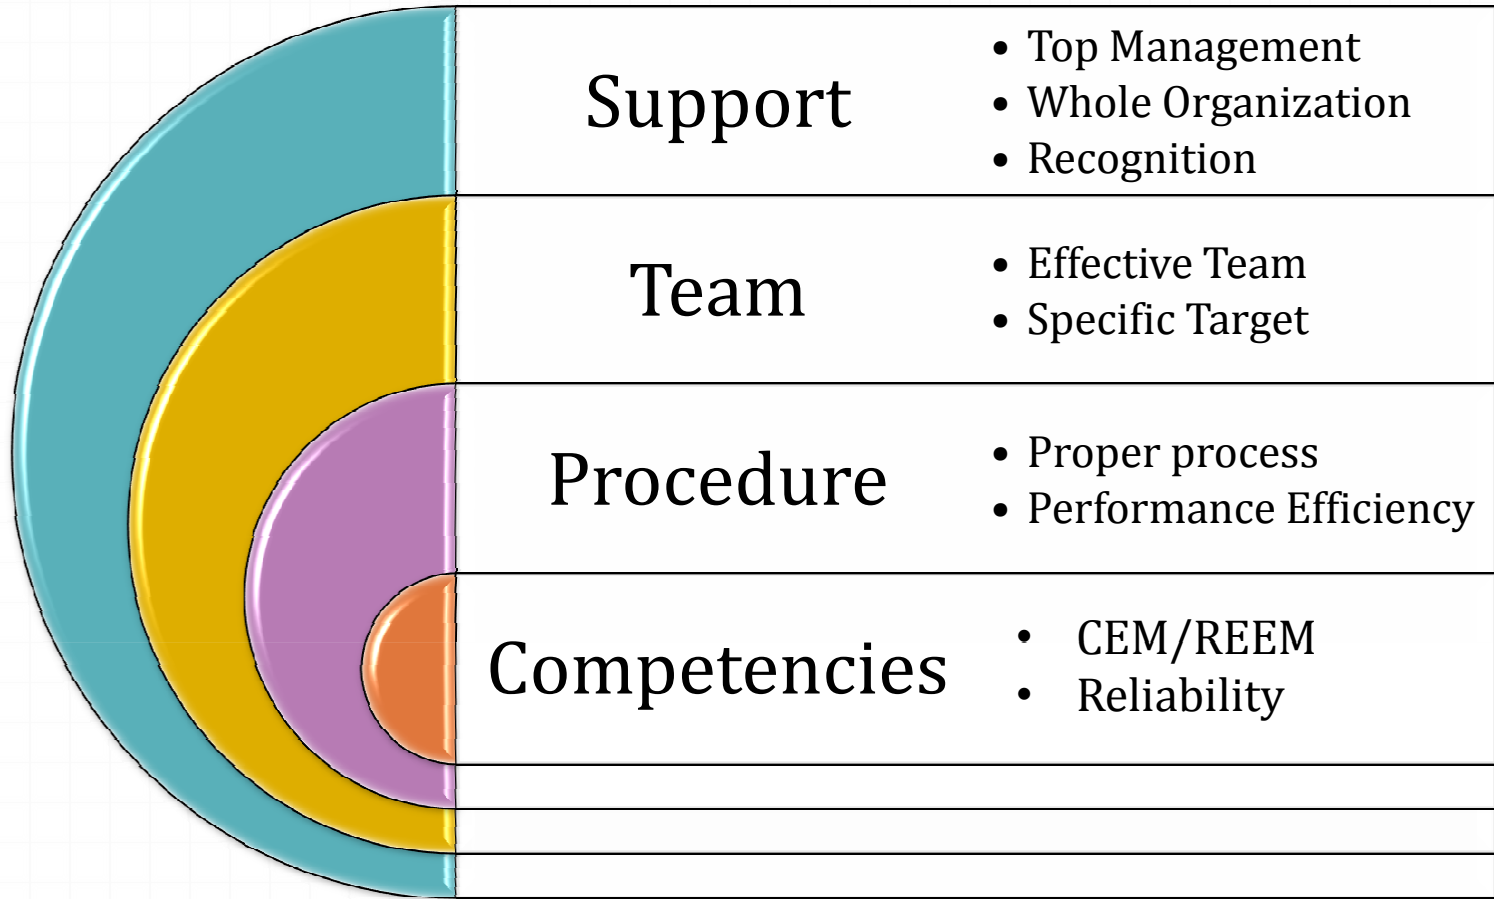 Support
• Top Management
• Whole Organization
• Recognition
Team
• Effective Team
• Specific Target
Procedure
• Proper process
• Performance Efficiency
Competencies
• CEM/REEM
• Reliability